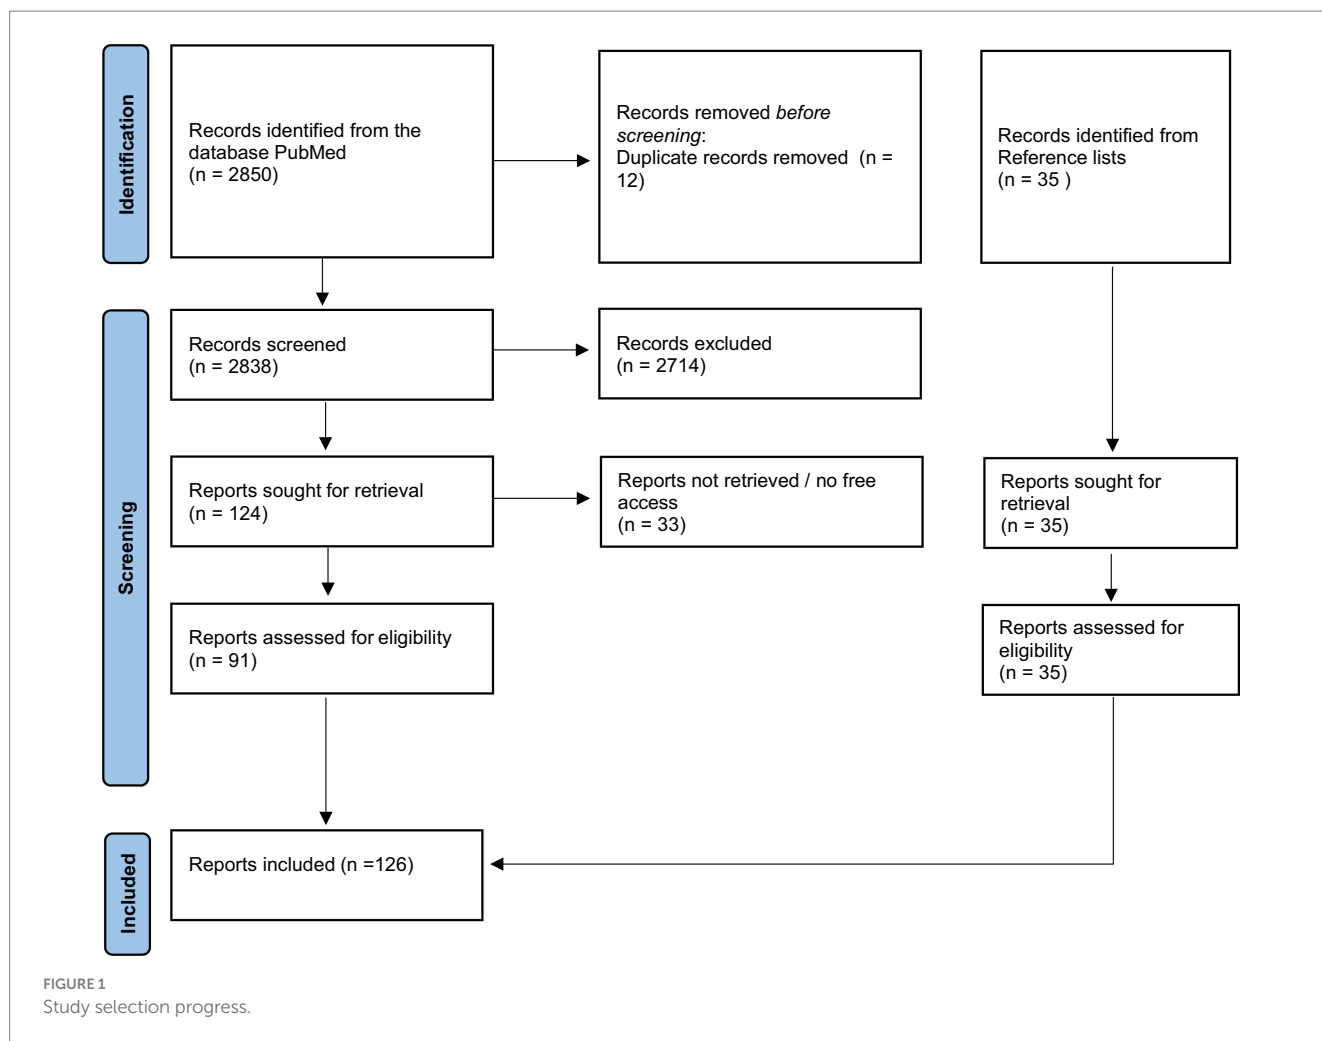 Identification
Records identified from the
database PubMed
(n = 2850)
Records removed before
screening:
Duplicate records removed (n =
12)
Records identified from
Reference lists
(n = 35 )
Screening
Records screened
(n = 2838)
Records excluded
(n = 2714)
Reports sought for retrieval
(n = 124)
Reports not retrieved / no free
access
(n = 33)
Reports sought for
retrieval
(n = 35)
Reports assessed for eligibility
(n = 91)
Reports assessed for
eligibility
(n = 35)
Included
Reports included (n =126)
FIGURE 1
Study selection progress.